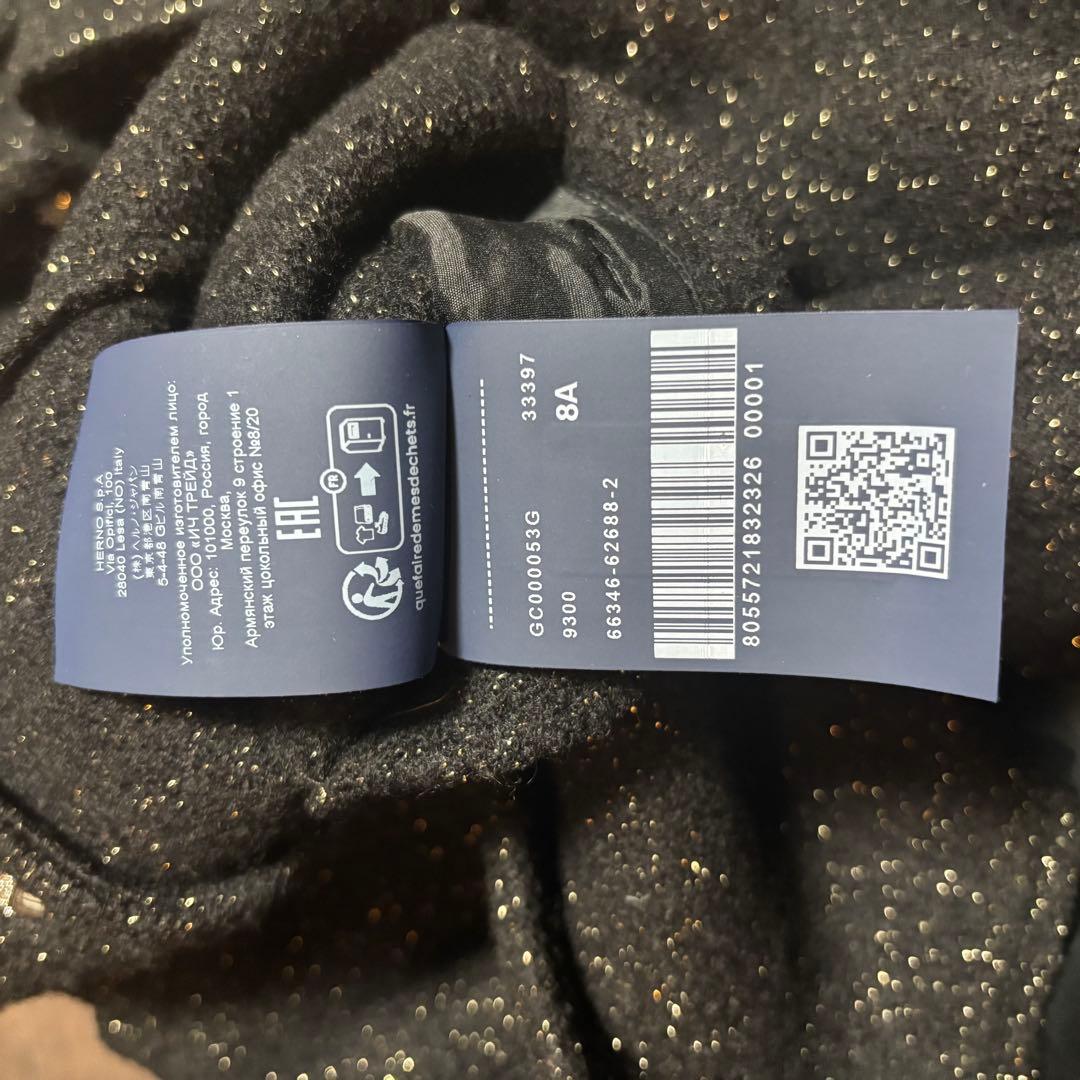 HERNO S.p.A
Via Opifici, 100
28040 Lesa (NO) Italy
(株) ヘルノ・ジャパン
東京都港区南青山
5-4-48 Gビル南青山
Уполномоченное изготовителем лицо:
ООО «ИЧ ТРЕЙД»
Юр. Адрес: 101000, Россия, город
Москва,
Армянский переулок 9 строение 1
этаж цокольный офис №8/20
EAC
FR
quefairedemesdechets.fr
GC000053G 33397
9300 8A
66346-62688-2
8055721832326 00001